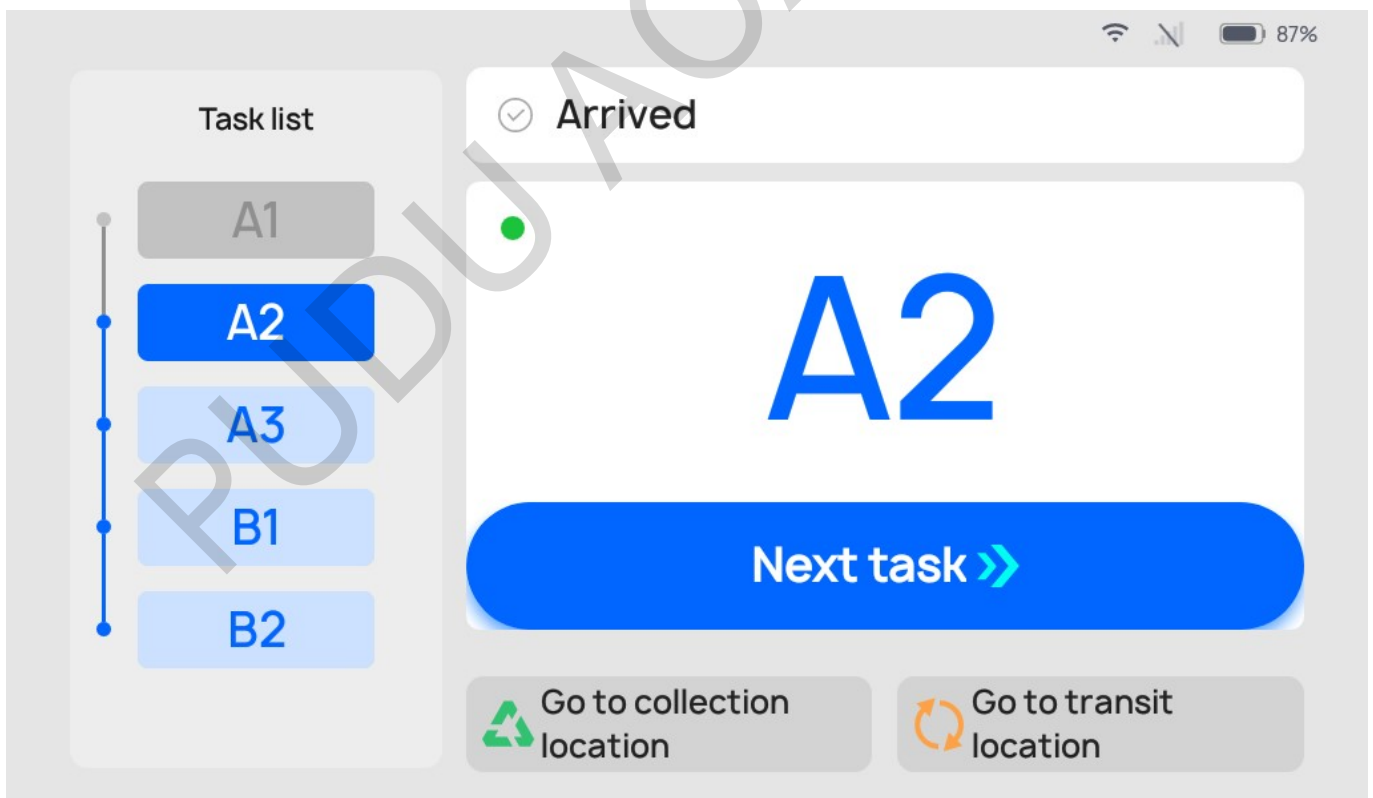 87%
Task list
A1
A2
A3
B1
B2
Arrived
A2
Next task
Go to collection
location
Go to transit
location
PUDU